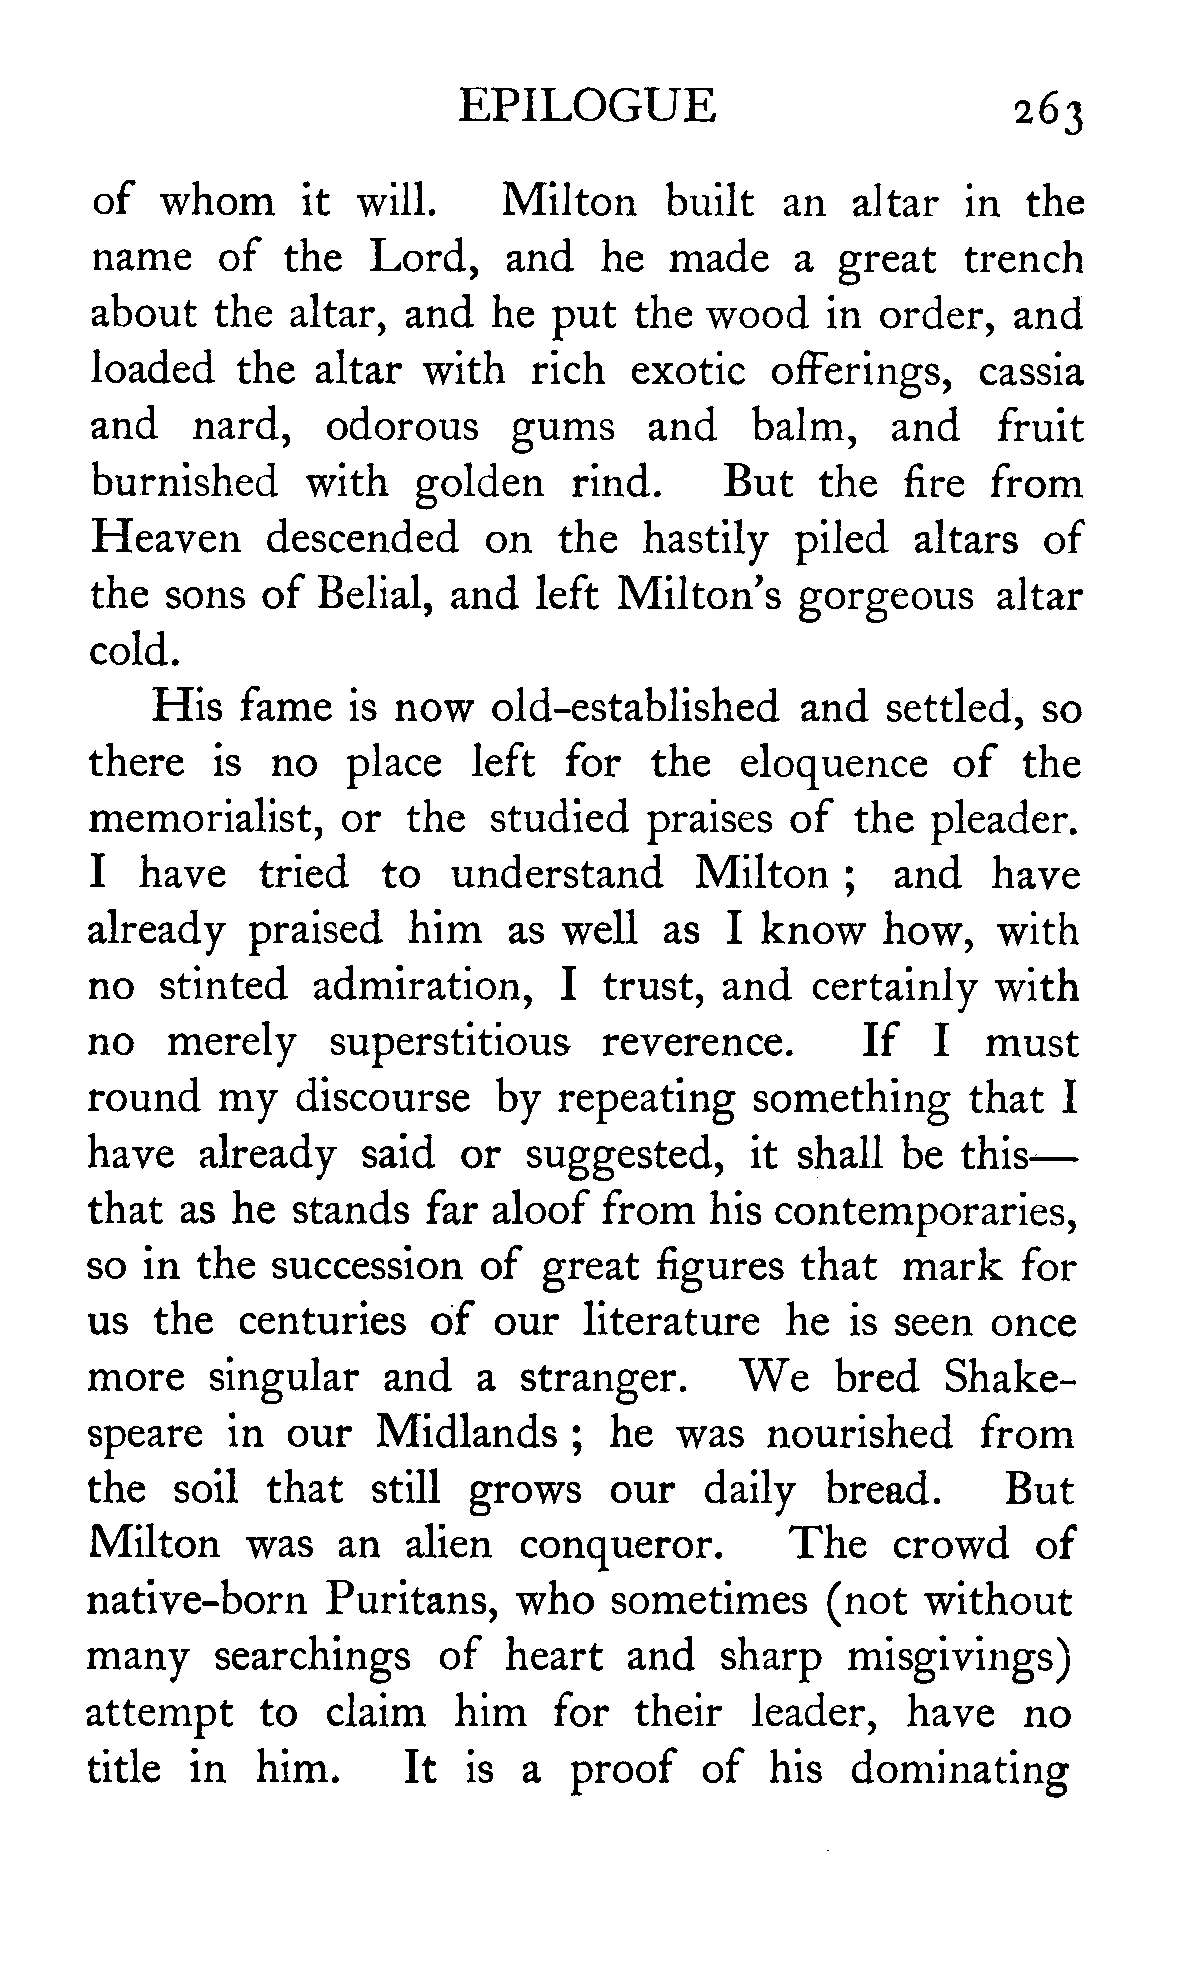 EPILOGUE 263
of whom it will. Milton built an altar in the
name of the Lord, and he made a great trench
about the altar, and he put the wood in order, and
loaded the altar with rich exotic offerings, cassia
and nard, odorous gums and balm, and fruit
burnished with golden rind. But the fire from
Heaven descended on the hastily piled altars of
the sons of Belial, and left Milton's gorgeous altar
cold.
His fame is now old-established and settled, so
there is no place left for the eloquence of the
memorialist, or the studied praises of the pleader.
I have tried to understand Milton ; and have
already praised him as well as I know how, with
no stinted admiration, I trust, and certainly with
no merely superstitious reverence. If I must
round my discourse by repeating something that I
have already said or suggested, it shall be this—
that as he stands far aloof from his contemporaries,
so in the succession of great figures that mark for
us the centuries of our literature he is seen once
more singular and a stranger. We bred Shake-
speare in our Midlands ; he was nourished from
the soil that still grows our daily bread. But
Milton was an alien conqueror. The crowd of
native-born Puritans, who sometimes (not without
many searchings of heart and sharp misgivings)
attempt to claim him for their leader, have no
title in him. It is a proof of his dominating